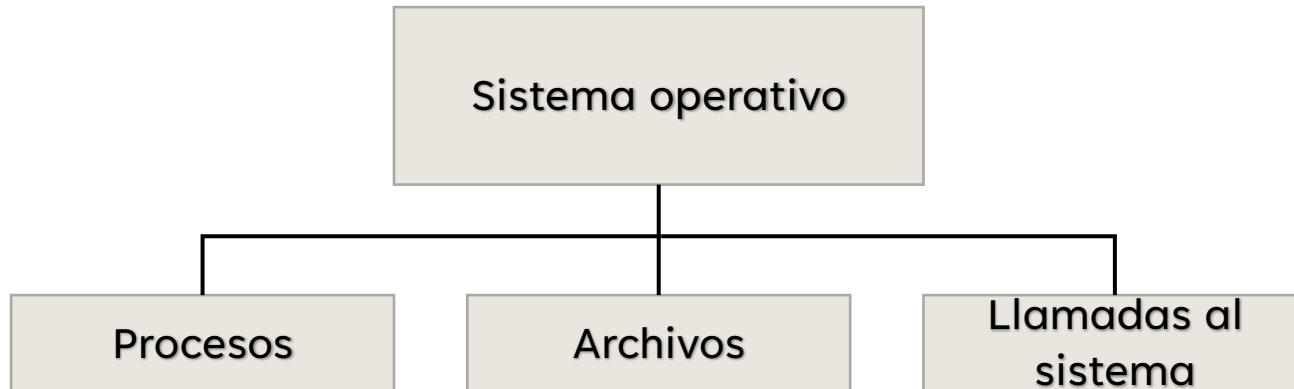 Sistema operativo
Procesos
Archivos
Llamadas al
sistema